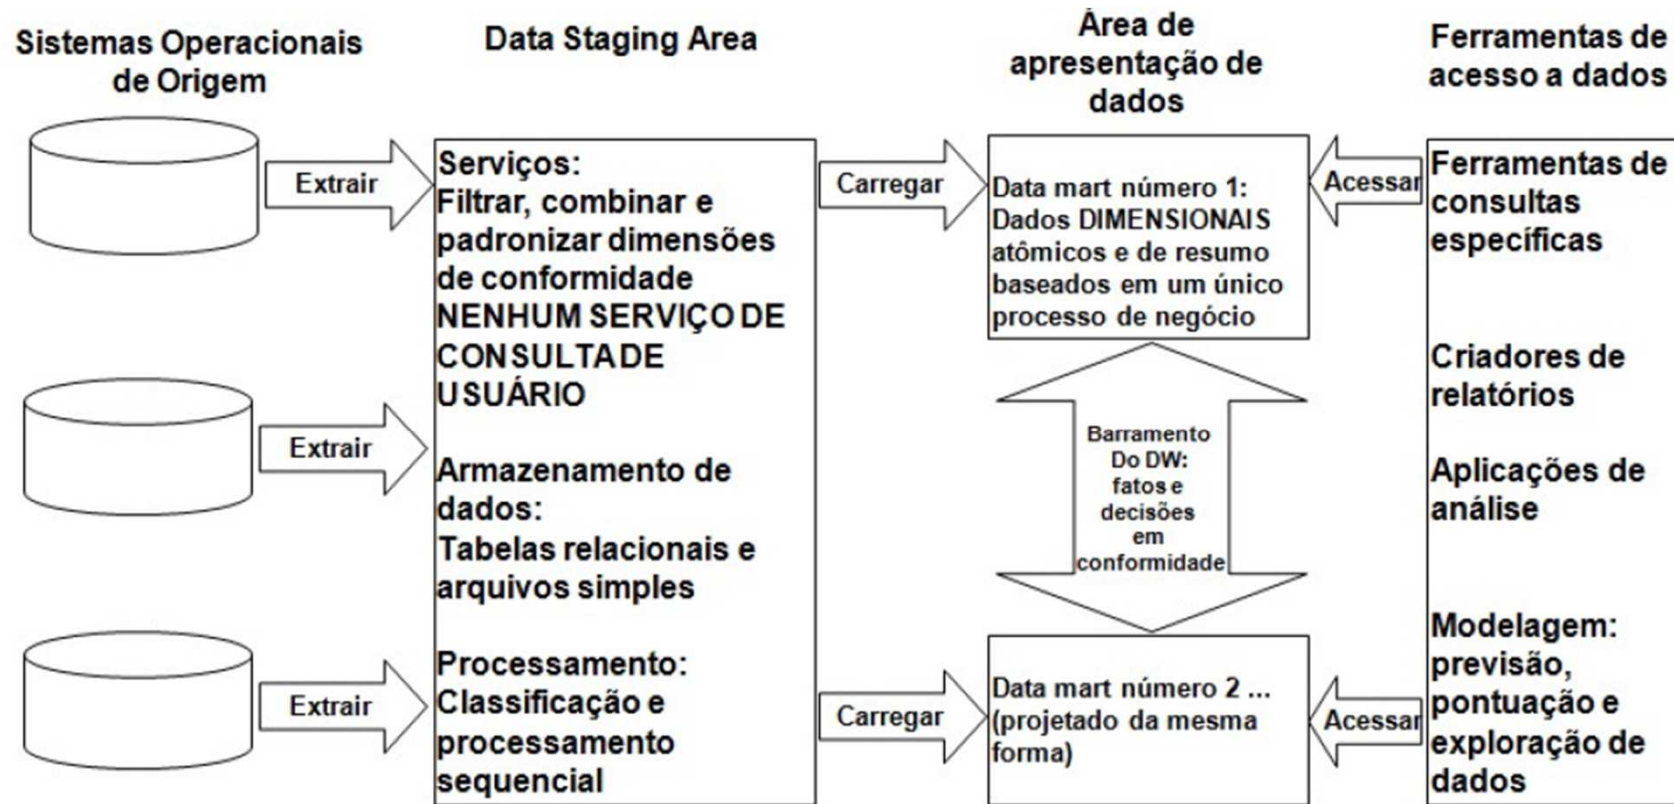 Sistemas Operacionais
de Origem
Data Staging Area
Área de
apresentação de
dados
Ferramentas de
acesso a dados
Extrair
Extrair
Extrair
Serviços:
Filtrar, combinar e
padronizar dimensões
de conformidade
NENHUM SERVIÇO DE
CONSULTA DE
USUÁRIO
Armazenamento de
dados:
Tabelas relacionais e
arquivos simples
Processamento:
Classificação e
processamento
sequencial
Carregar
Carregar
Data mart número 1:
Dados DIMENSIONAIS
atômicos e de resumo
baseados em um único
processo de negócio
Barramento
Do DW:
fatos e
decisões
em
conformidade
Data mart número 2 ...
(projetado da mesma
forma)
Acessar
Acessar
Ferramentas de
consultas
específicas
Criadores de
relatórios
Aplicações de
análise
Modelagem:
previsão,
pontuação e
exploração de
dados